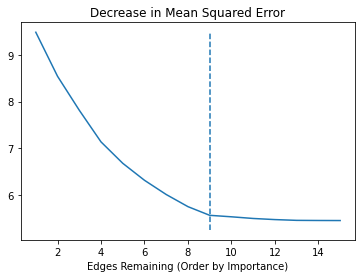 Decrease in Mean Squared Error
9
8
7
6
2 4 6 8 10 12 14
Edges Remaining (Order by Importance)